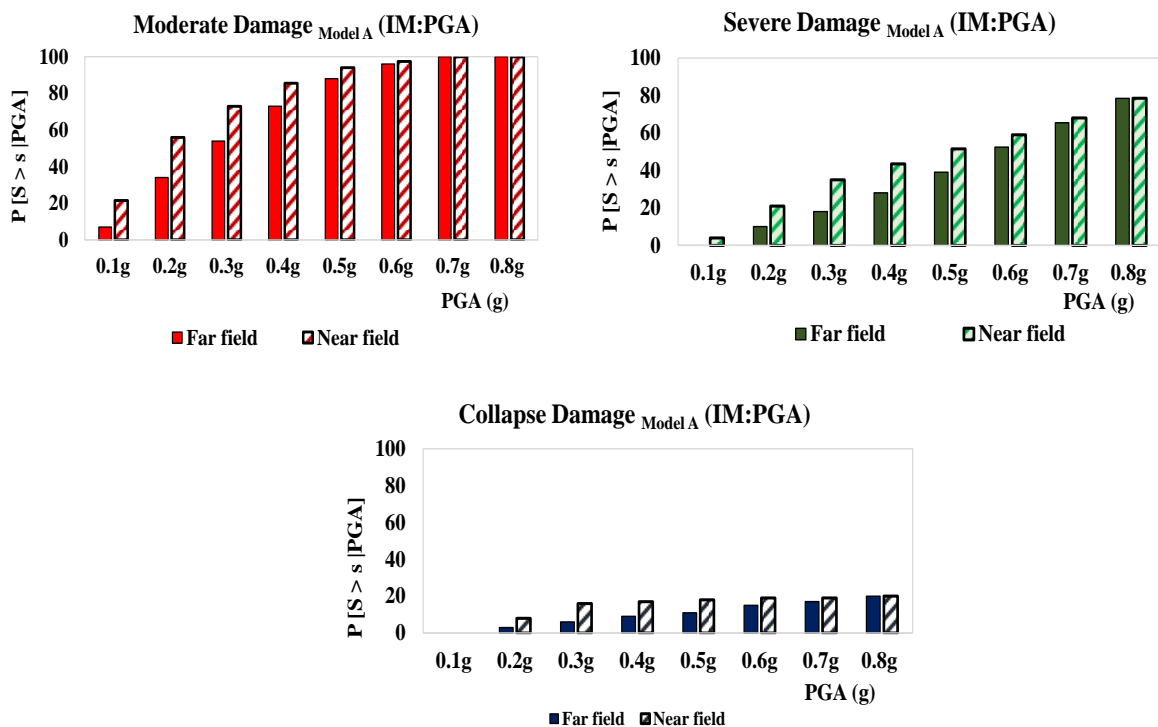 Moderate Damage Model A (IM:PGA)
P [S > s |PGA]
100
80
60
40
20
0
0.1g 0.2g 0.3g 0.4g 0.5g 0.6g 0.7g 0.8g
PGA (g)
Far field Near field
Severe Damage Model A (IM:PGA)
P [S > s |PGA]
100
80
60
40
20
0
0.1g 0.2g 0.3g 0.4g 0.5g 0.6g 0.7g 0.8g
PGA (g)
Far field Near field
Collapse Damage Model A (IM:PGA)
P [S > s |PGA]
100
80
60
40
20
0
0.1g 0.2g 0.3g 0.4g 0.5g 0.6g 0.7g 0.8g
PGA (g)
Far field Near field